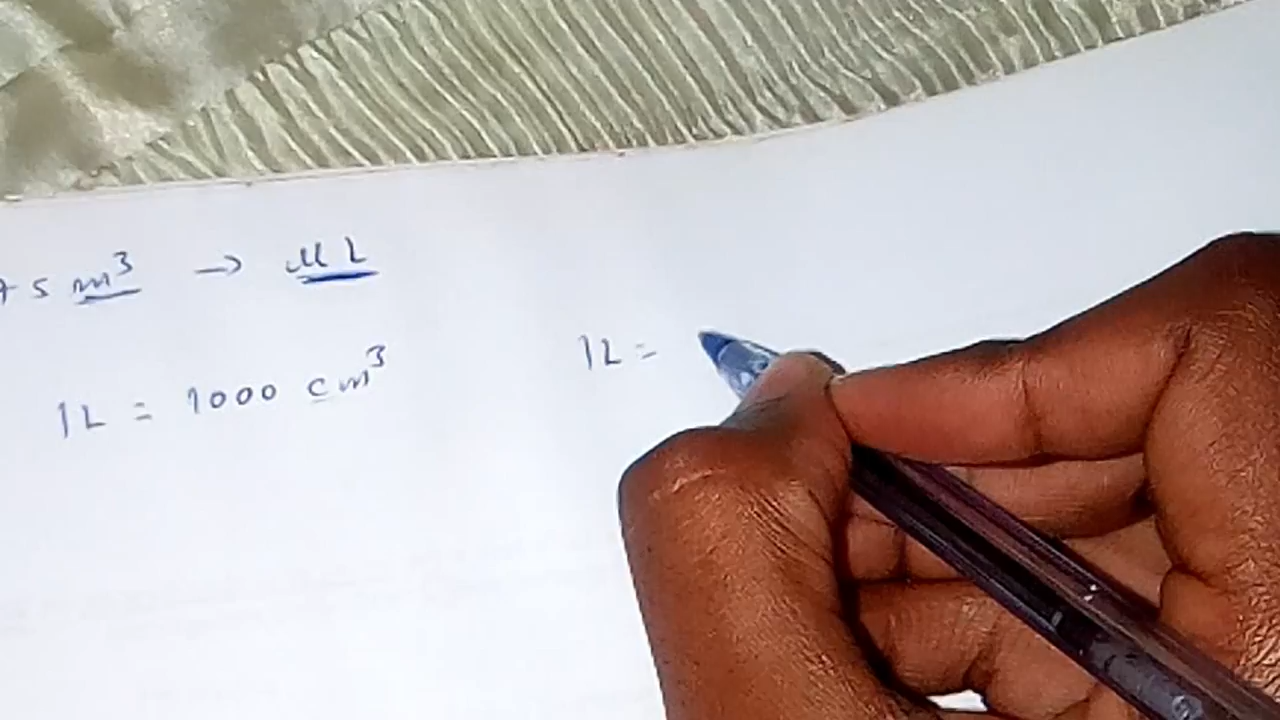 5 m³ → ML
1L = 1000 cm³
1L =